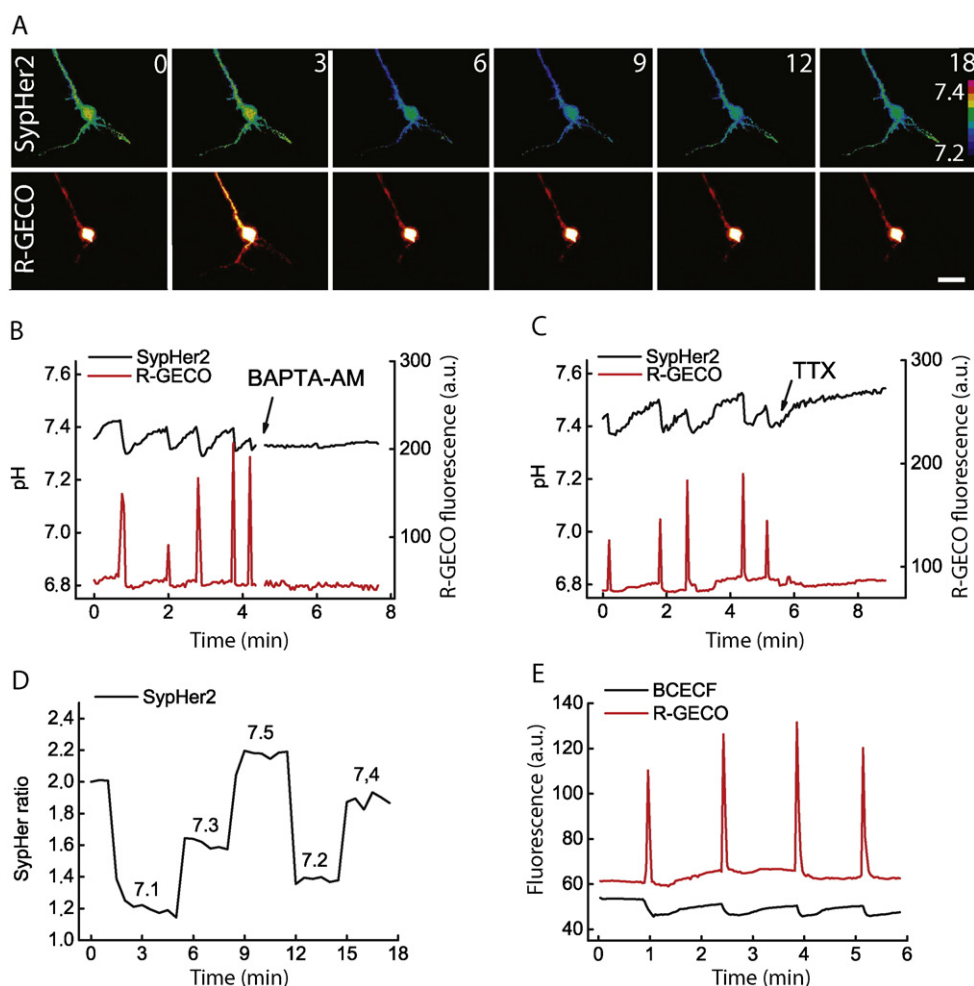 A
SypHer2
0
3
6
9
12
18
7.4
7.2
R-GECO
B
SypHer2
R-GECO
BAPTA-AM
7.6
7.4
7.2
7.0
6.8
pH
300
200
100
R-GECO fluorescence (a.u.)
0
2
4
6
8
Time (min)
C
SypHer2
R-GECO
TTX
7.6
7.4
7.2
7.0
6.8
pH
300
200
100
R-GECO fluorescence (a.u.)
0
2
4
6
8
Time (min)
D
SypHer2
2.4
2.2
2.0
1.8
1.6
1.4
1.2
1.0
SypHer ratio
7.1
7.3
7.5
7.2
7,4
0
3
6
9
12
15
18
Time (min)
E
BCECF
R-GECO
140
120
100
80
60
40
Fluorescence (a.u.)
0
1
2
3
4
5
6
Time (min)